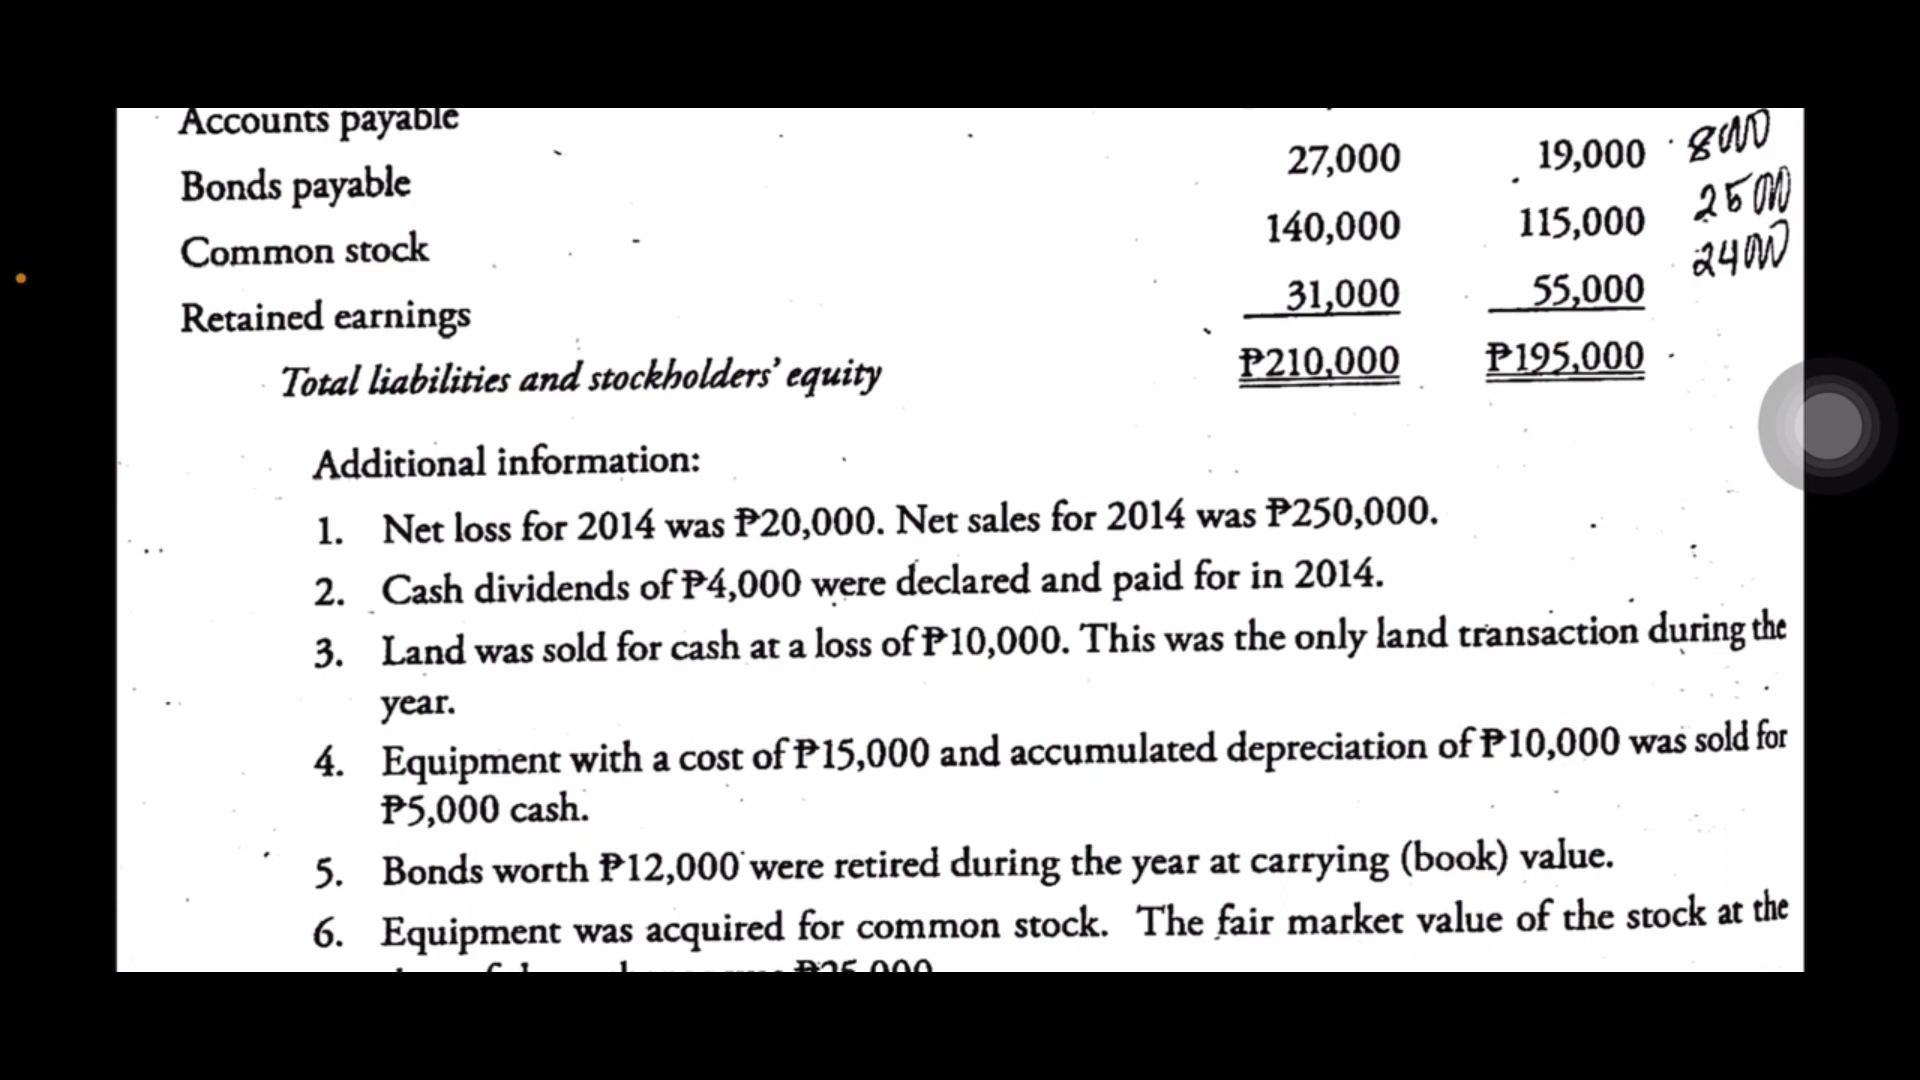 Accounts payable
Bonds payable 27,000 19,000 8000
Common stock 140,000 115,000 25000
Retained earnings 31,000 55,000 24000
Total liabilities and stockholders' equity ₱210,000 ₱195,000
Additional information:
1. Net loss for 2014 was ₱20,000. Net sales for 2014 was ₱250,000.
2. Cash dividends of ₱4,000 were declared and paid for in 2014.
3. Land was sold for cash at a loss of ₱10,000. This was the only land transaction during the
year.
4. Equipment with a cost of ₱15,000 and accumulated depreciation of ₱10,000 was sold for
₱5,000 cash.
5. Bonds worth ₱12,000 were retired during the year at carrying (book) value.
6. Equipment was acquired for common stock. The fair market value of the stock at the
₱25,000